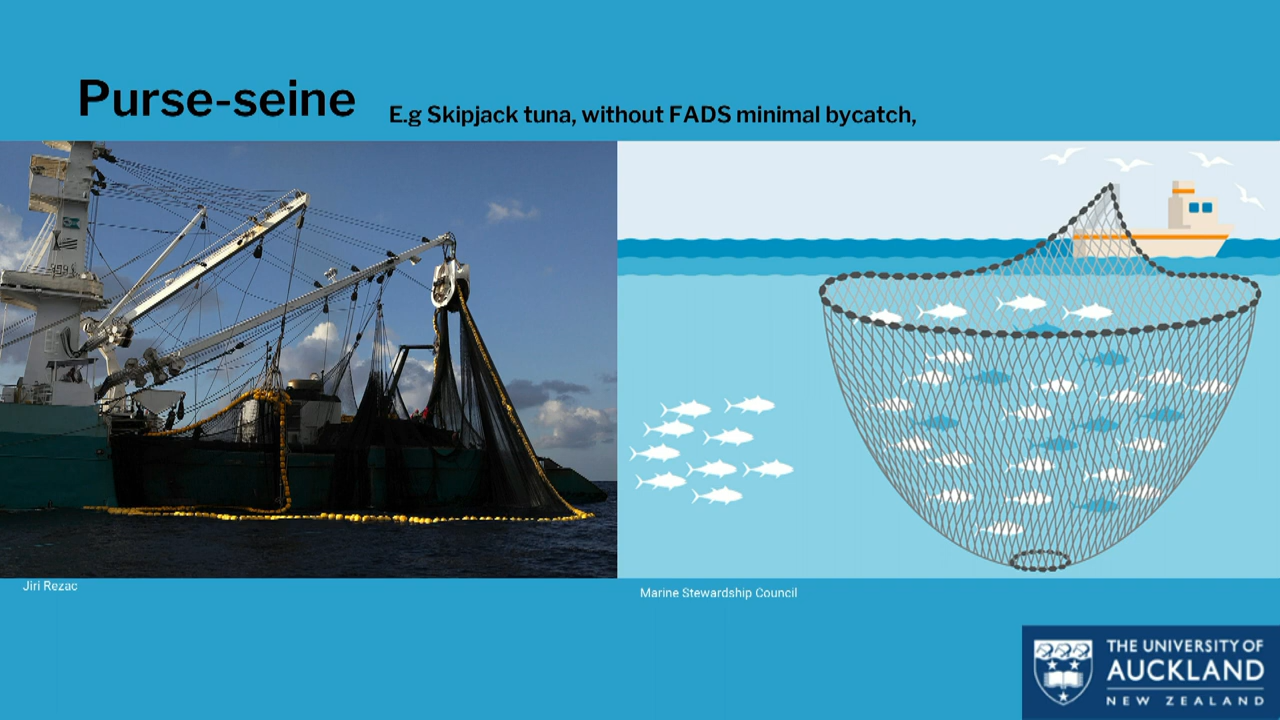 Purse-seine
E.g Skipjack tuna, without FADS minimal bycatch,
Jiri Rezac
Marine Stewardship Council
THE UNIVERSITY OF
AUCKLAND
NEW ZEALAND